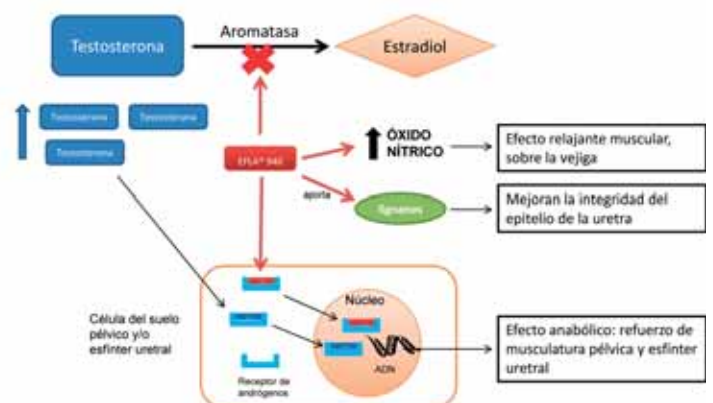 Testosterona
Aromatasa
Estradiol
Testosterona
Testosterona
Testosterona
ÓXIDO
NÍTRICO
Efecto relajante muscular,
sobre la vejiga
EFLA® 940
aporta
lignanos
Mejoran la integridad del
epitelio de la uretra
Célula del suelo
pélvico y/o
esfínter uretral
Núcleo
ADN
Receptor de
andrógenos
Efecto anabólico: refuerzo de
musculatura pélvica y esfínter
uretral